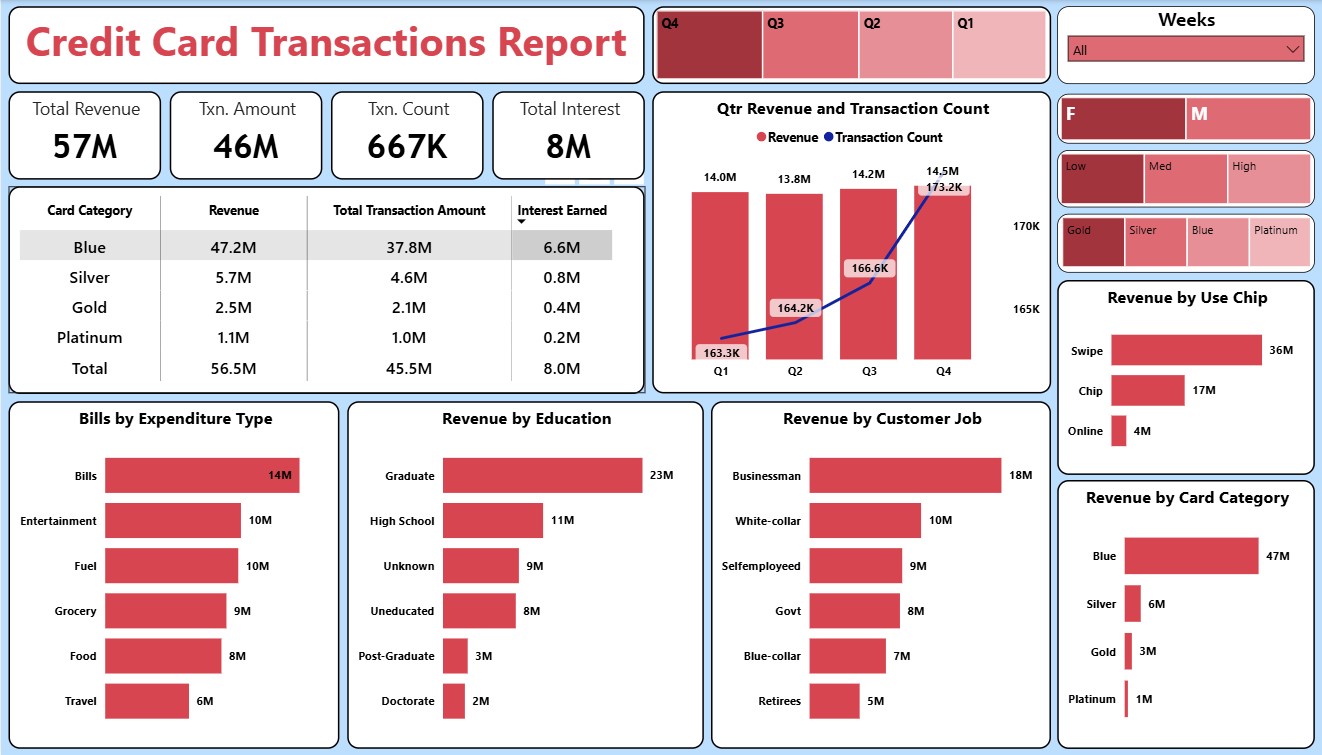 Credit Card Transactions Report
Q4 Q3 Q2 Q1
Weeks
All
Total Revenue
57M
Txn. Amount
46M
Txn. Count
667K
Total Interest
8M
F M
Low Med High
Gold Silver Blue Platinum
Card Category Revenue Total Transaction Amount Interest Earned
Blue 47.2M 37.8M 6.6M
Silver 5.7M 4.6M 0.8M
Gold 2.5M 2.1M 0.4M
Platinum 1.1M 1.0M 0.2M
Total 56.5M 45.5M 8.0M
Qtr Revenue and Transaction Count
Revenue Transaction Count
14.0M 13.8M 14.2M 14.5M
173.2K
170K
166.6K
164.2K
165K
163.3K
Q1 Q2 Q3 Q4
Revenue by Use Chip
Swipe 36M
Chip 17M
Online 4M
Bills by Expenditure Type
Bills 14M
Entertainment 10M
Fuel 10M
Grocery 9M
Food 8M
Travel 6M
Revenue by Education
Graduate 23M
High School 11M
Unknown 9M
Uneducated 8M
Post-Graduate 3M
Doctorate 2M
Revenue by Customer Job
Businessman 18M
White-collar 10M
Selfemployeed 9M
Govt 8M
Blue-collar 7M
Retirees 5M
Revenue by Card Category
Blue 47M
Silver 6M
Gold 3M
Platinum 1M